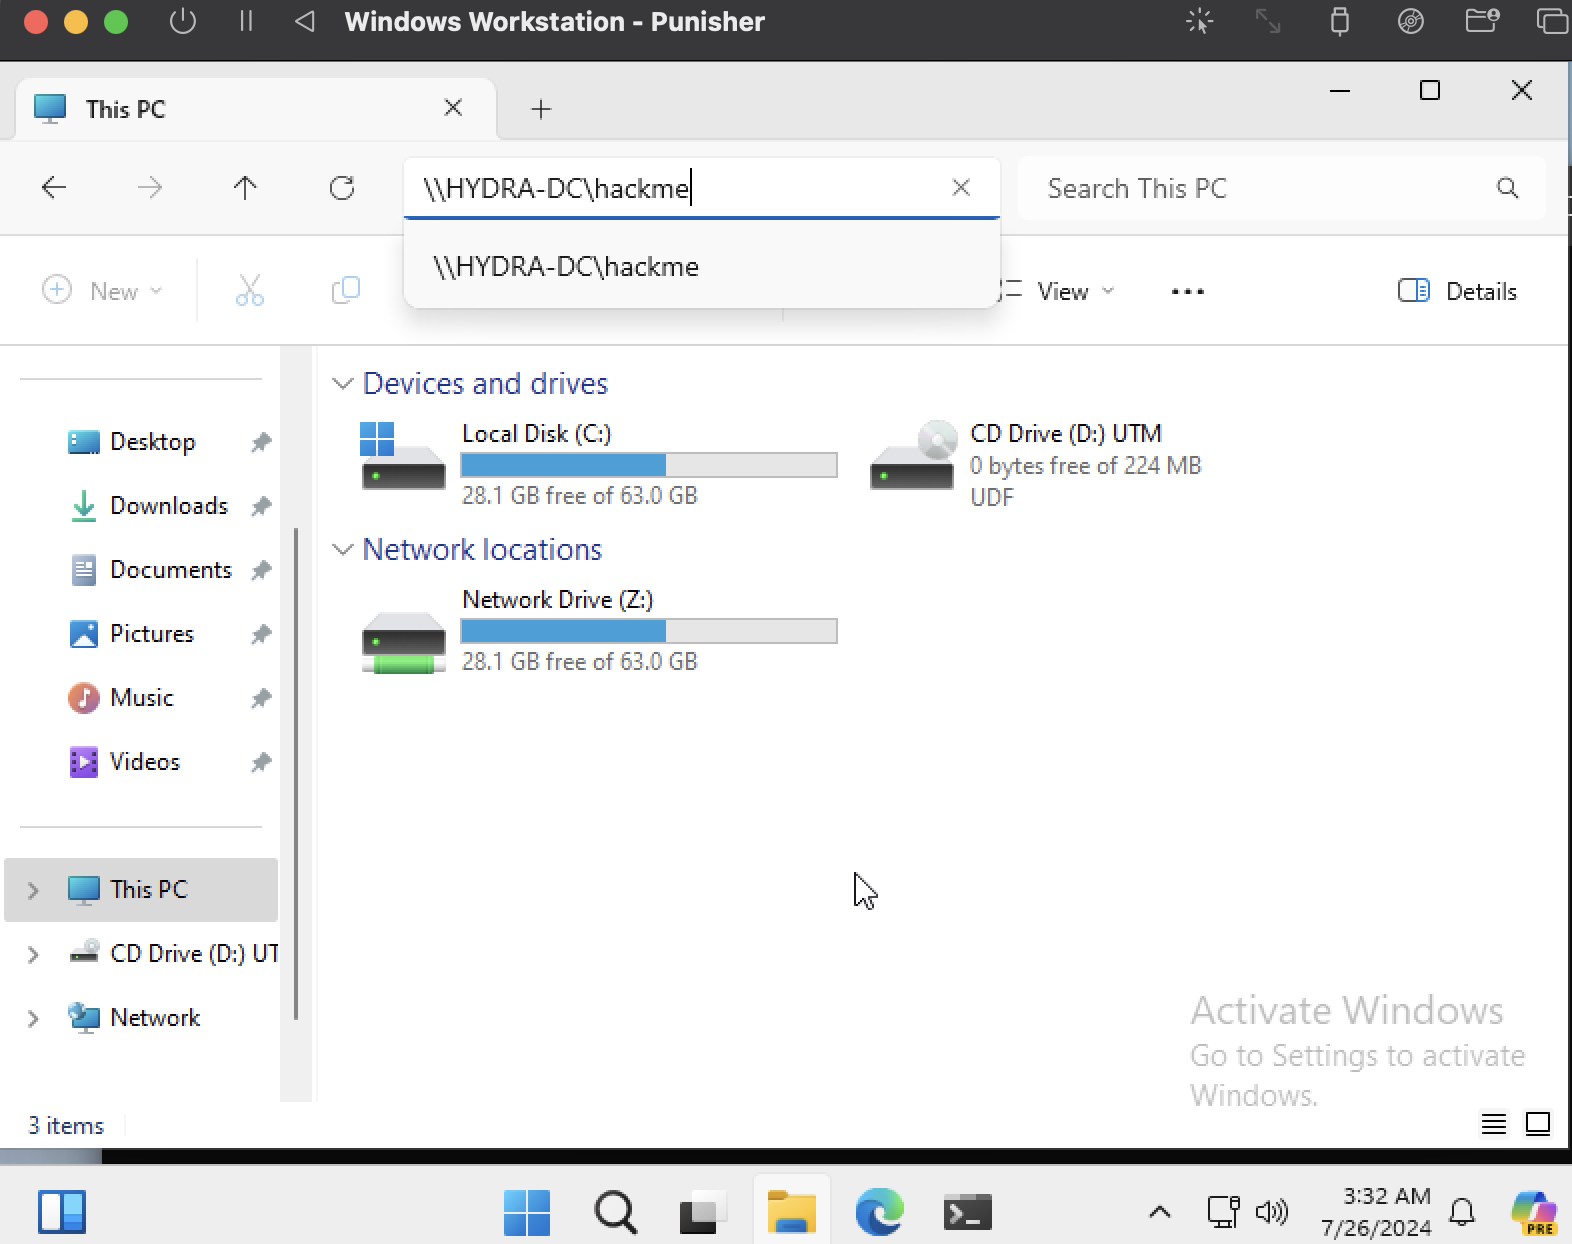 Windows Workstation - Punisher
This PC
\\HYDRA-DC\hackme
Search This PC
New
\\HYDRA-DC\hackme
View
Details
Devices and drives
Desktop
Downloads
Documents
Pictures
Music
Videos
This PC
CD Drive (D:) UT
Network
Local Disk (C:)
28.1 GB free of 63.0 GB
CD Drive (D:) UTM
0 bytes free of 224 MB
UDF
Network locations
Network Drive (Z:)
28.1 GB free of 63.0 GB
Activate Windows
Go to Settings to activate
Windows.
3 items
3:32 AM
7/26/2024
PRE